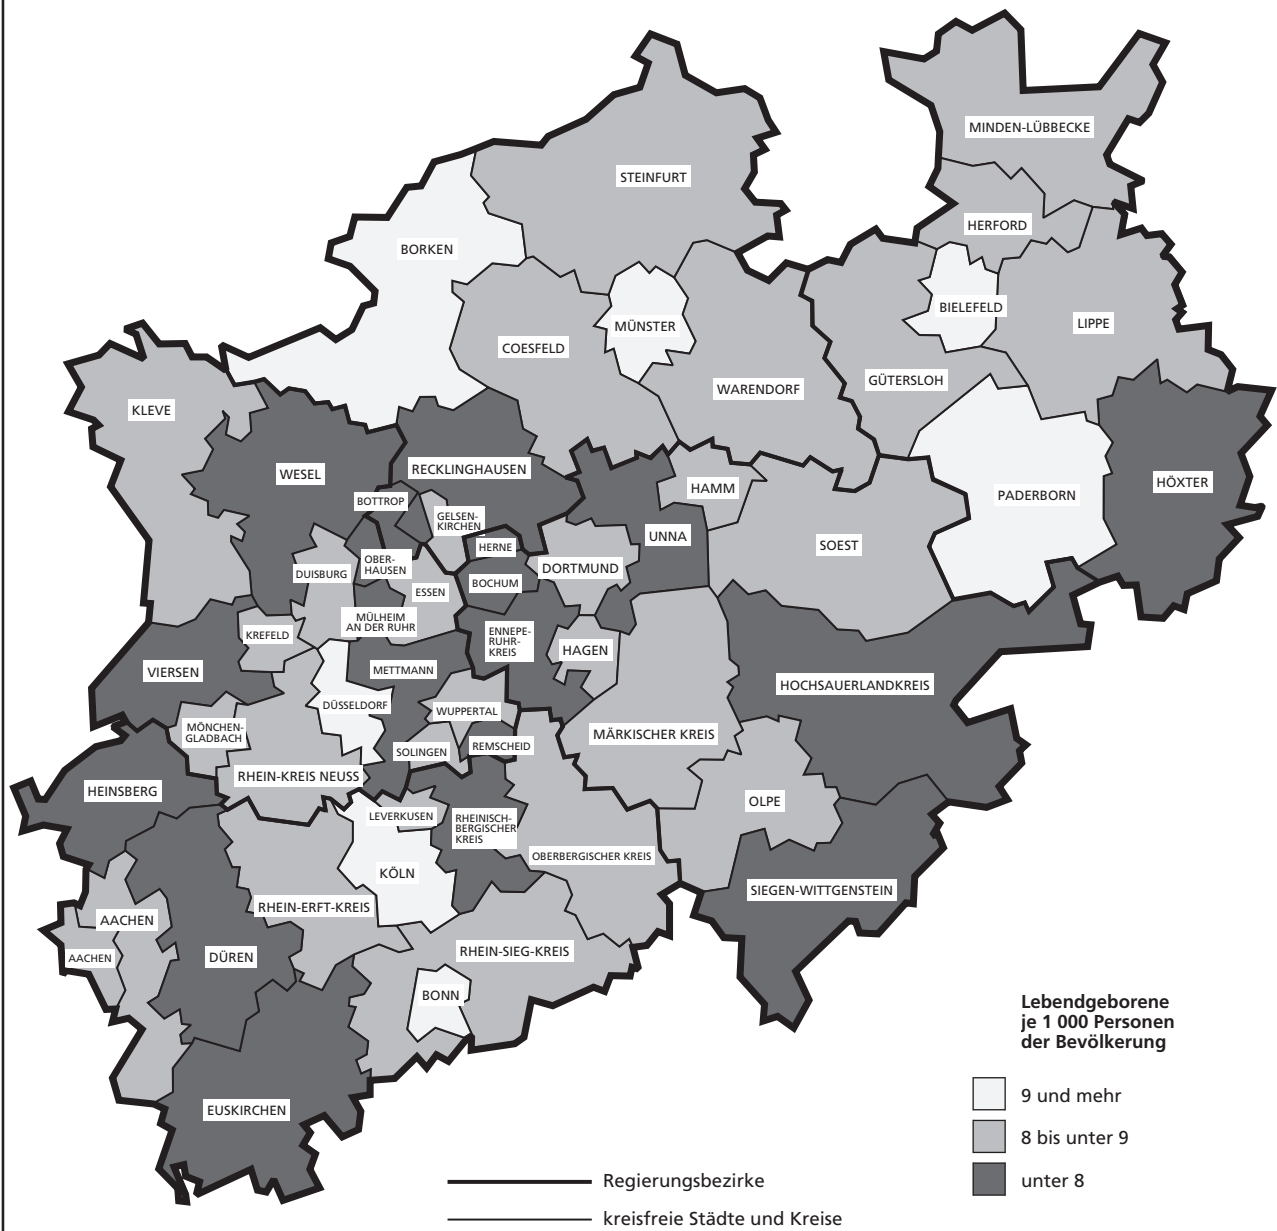 MINDEN-LÜBBECKE
STEINFURT
HERFORD
BORKEN
BIELEFELD
MÜNSTER
LIPPE
COESFELD
GÜTERSLOH
WARENDORF
KLEVE
RECKLINGHAUSEN
WESEL
HÖXTER
HAMM
PADERBORN
BOTTROP
GELSEN-
KIRCHEN
UNNA
SOEST
HERNE
OBER-
HAUSEN
DORTMUND
DUISBURG
BOCHUM
ESSEN
MÜLHEIM
AN DER RUHR
KREFELD
ENNEPE-
RUHR-
KREIS
HAGEN
VIERSEN
METTMANN
HOCHSAUERLANDKREIS
DÜSSELDORF
WUPPERTAL
MÖNCHEN-
GLADBACH
MÄRKISCHER KREIS
REMSCHEID
SOLINGEN
RHEIN-KREIS NEUSS
HEINSBERG
OLPE
LEVERKUSEN
RHEINISCH-
BERGISCHER
KREIS
OBERBERGISCHER KREIS
KÖLN
SIEGEN-WITTGENSTEIN
RHEIN-ERFT-KREIS
AACHEN
RHEIN-SIEG-KREIS
AACHEN
DÜREN
BONN
EUSKIRCHEN
Lebendgeborene
je 1 000 Personen
der Bevölkerung
9 und mehr
8 bis unter 9
unter 8
Regierungsbezirke
kreisfreie Städte und Kreise